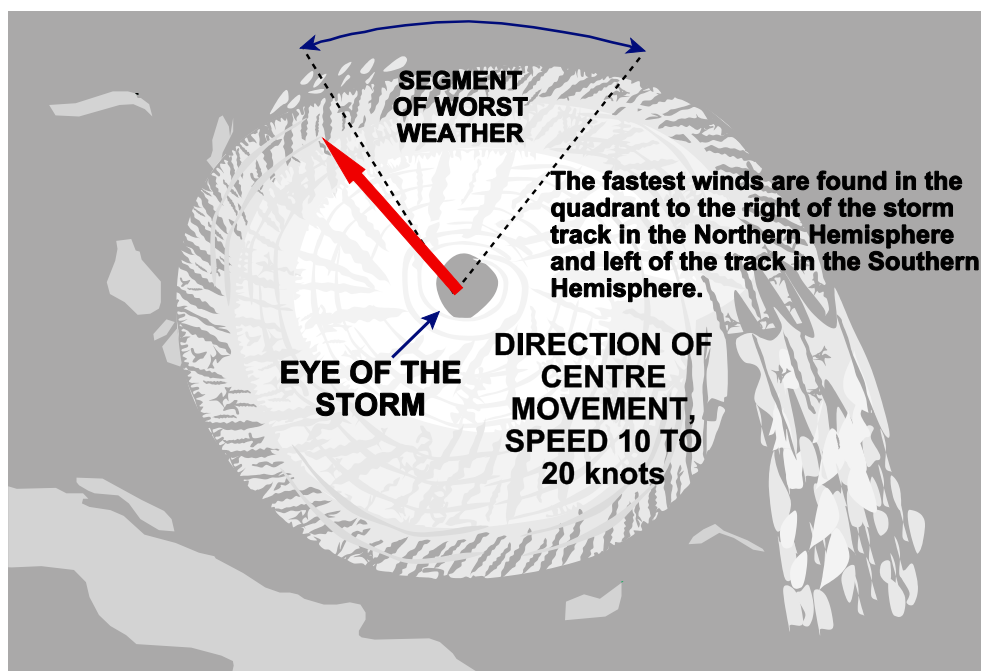 SEGMENT
OF WORST
WEATHER
The fastest winds are found in the
quadrant to the right of the storm
track in the Northern Hemisphere
and left of the track in the Southern
Hemisphere.
EYE OF THE
STORM
DIRECTION OF
CENTRE
MOVEMENT,
SPEED 10 TO
20 knots